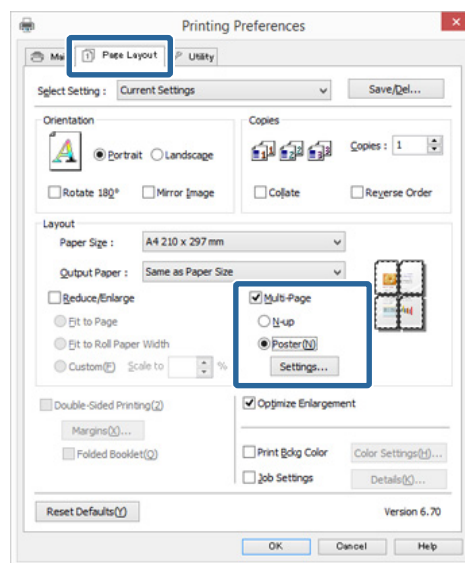 Printing Preferences
Page Layout Utility
Select Setting : Current Settings Save/Del...
Orientation Copies
Portrait Landscape Copies : 1
Rotate 180° Mirror Image Collate Reverse Order
Layout
Paper Size : A4 210 x 297 mm
Output Paper : Same as Paper Size
Reduce/Enlarge Multi-Page
Fit to Page N-up
Fit to Roll Paper Width Poster(N)
Custom(F) Scale to % Settings...
Double-Sided Printing(2) Optimize Enlargement
Margins(X)...
Folded Booklet(Q) Print Bckg Color Color Settings(H)...
Job Settings Details(K)...
Reset Defaults(Y) Version 6.70
OK Cancel Help